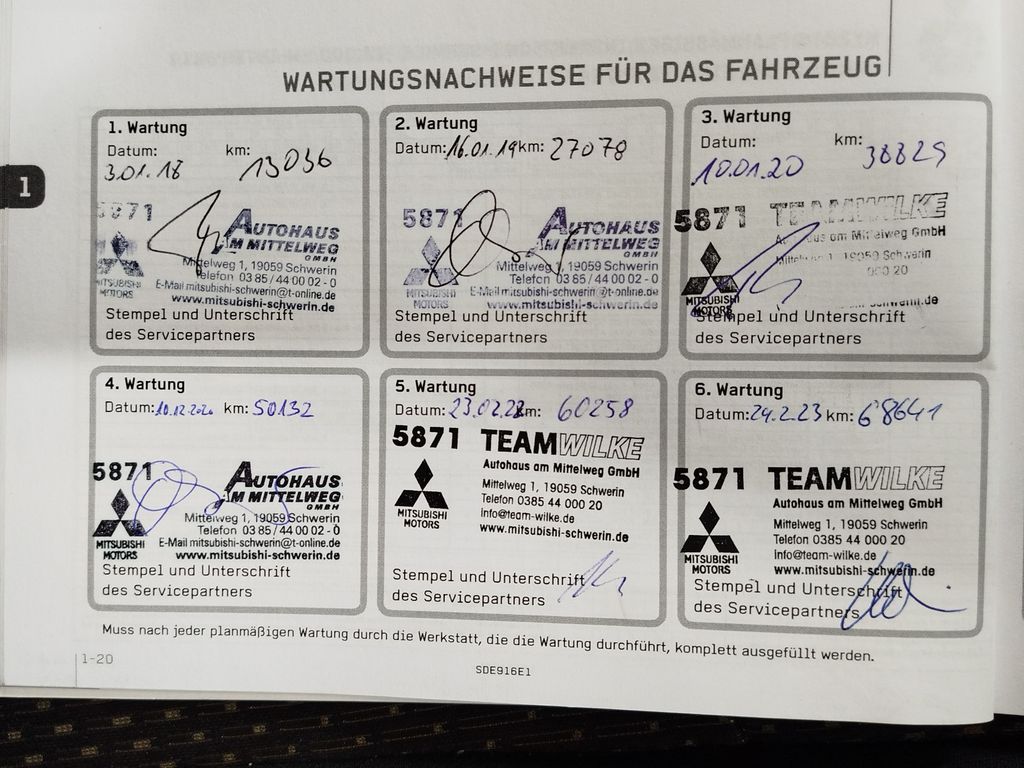 WARTUNGSNACHWEISE FÜR DAS FAHRZEUG
1
1. Wartung
Datum: km:
3.01.18 13036
5871
AUTOHAUS
AM MITTELWEG
GMBH
Mittelweg 1, 19059 Schwerin
Telefon 03 85 / 44 00 02 - 0
E-Mail mitsubishi-schwerin@t-online.de
www.mitsubishi-schwerin.de
MITSUBISHI
MOTORS
Stempel und Unterschrift
des Servicepartners
2. Wartung
Datum: 16.01.19 km: 27078
5871
AUTOHAUS
AM MITTELWEG
GMBH
Mittelweg 1, 19059 Schwerin
Telefon 03 85 / 44 00 02 - 0
E-Mail mitsubishi-schwerin@t-online.de
www.mitsubishi-schwerin.de
MITSUBISHI
MOTORS
Stempel und Unterschrift
des Servicepartners
3. Wartung
Datum: km:
10.01.20 38829
5871 TEAMWILKE
Mittelweg GmbH
19059 Schwerin
000 20
MITSUBISHI
MOTORS
Stempel und Unterschrift
des Servicepartners
4. Wartung
Datum: 10.12.2020 km: 50132
5871
AUTOHAUS
AM MITTELWEG
GMBH
Mittelweg 1, 19059 Schwerin
Telefon 03 85 / 44 00 02 - 0
E-Mail mitsubishi-schwerin@t-online.de
www.mitsubishi-schwerin.de
MITSUBISHI
MOTORS
Stempel und Unterschrift
des Servicepartners
5. Wartung
Datum: 23.02.22 km: 60258
5871 TEAMWILKE
Autohaus am Mittelweg GmbH
Mittelweg 1, 19059 Schwerin
Telefon 0385 44 000 20
info@team-wilke.de
www.mitsubishi-schwerin.de
MITSUBISHI
MOTORS
Stempel und Unterschrift
des Servicepartners
6. Wartung
Datum: 24.2.23 km: 68641
5871 TEAMWILKE
Autohaus am Mittelweg GmbH
Mittelweg 1, 19059 Schwerin
Telefon 0385 44 000 20
info@team-wilke.de
www.mitsubishi-schwerin.de
MITSUBISHI
MOTORS
Stempel und Unterschrift
des Servicepartners
Muss nach jeder planmäßigen Wartung durch die Werkstatt, die die Wartung durchführt, komplett ausgefüllt werden.
1-20
SDE916E1